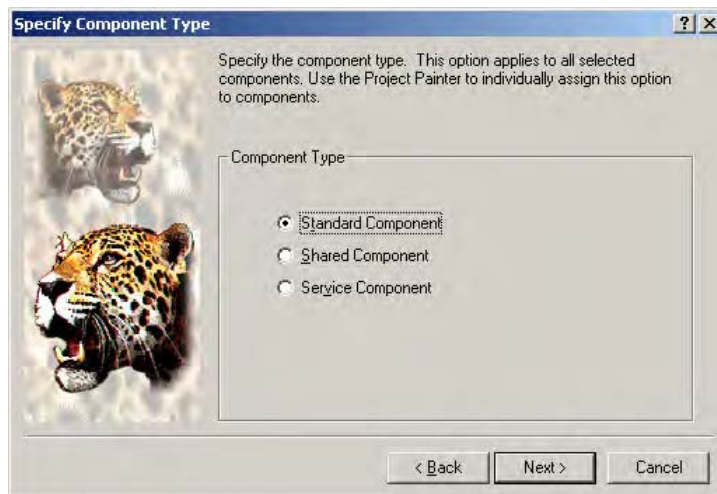 Specify Component Type
Specify the component type. This option applies to all selected
components. Use the Project Painter to individually assign this option
to components.
Component Type
Standard Component
Shared Component
Service Component
< Back Next > Cancel